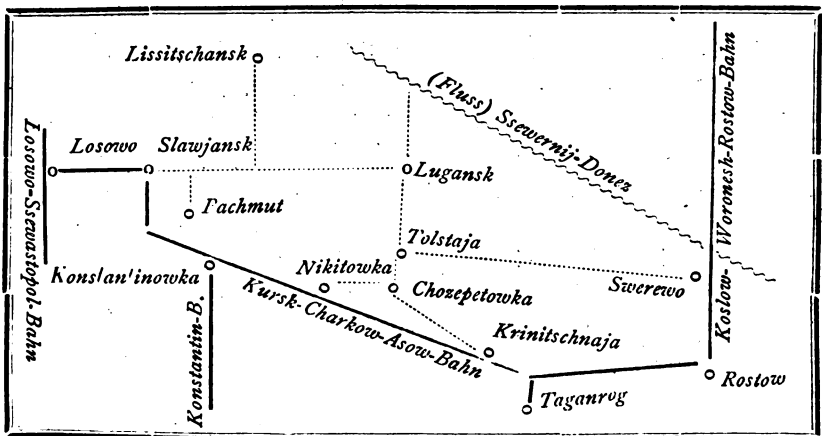 Lissitschansk
(Fluss) Ssewernij-Donez
Koslow-Woronesh-Rostow-Bahn
Losowo-Ssewastopol-Bahn
Losowo
Slawjansk
Lugansk
Bachmut
Tolstaja
Konstantinowka
Nikitowka
Chozepetowka
Swerewo
Kursk-Charkow-Asow-Bahn
Konstantin-B.
Krinitschnaja
Taganrog
Rostow